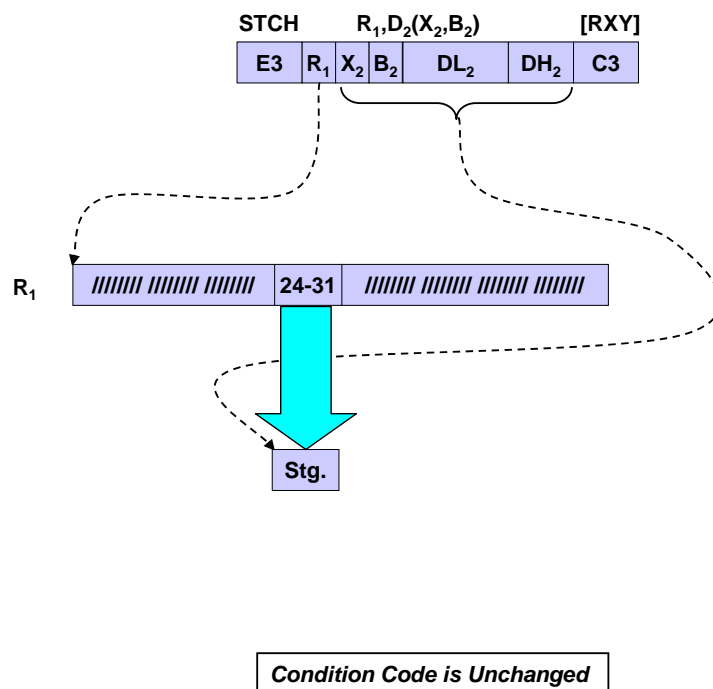 STCH R₁,D₂(X₂,B₂) [RXY]
E3 R₁ X₂ B₂ DL₂ DH₂ C3
R₁ //////// //////// //////// 24-31 //////// //////// //////// ////////
Stg.
Condition Code is Unchanged